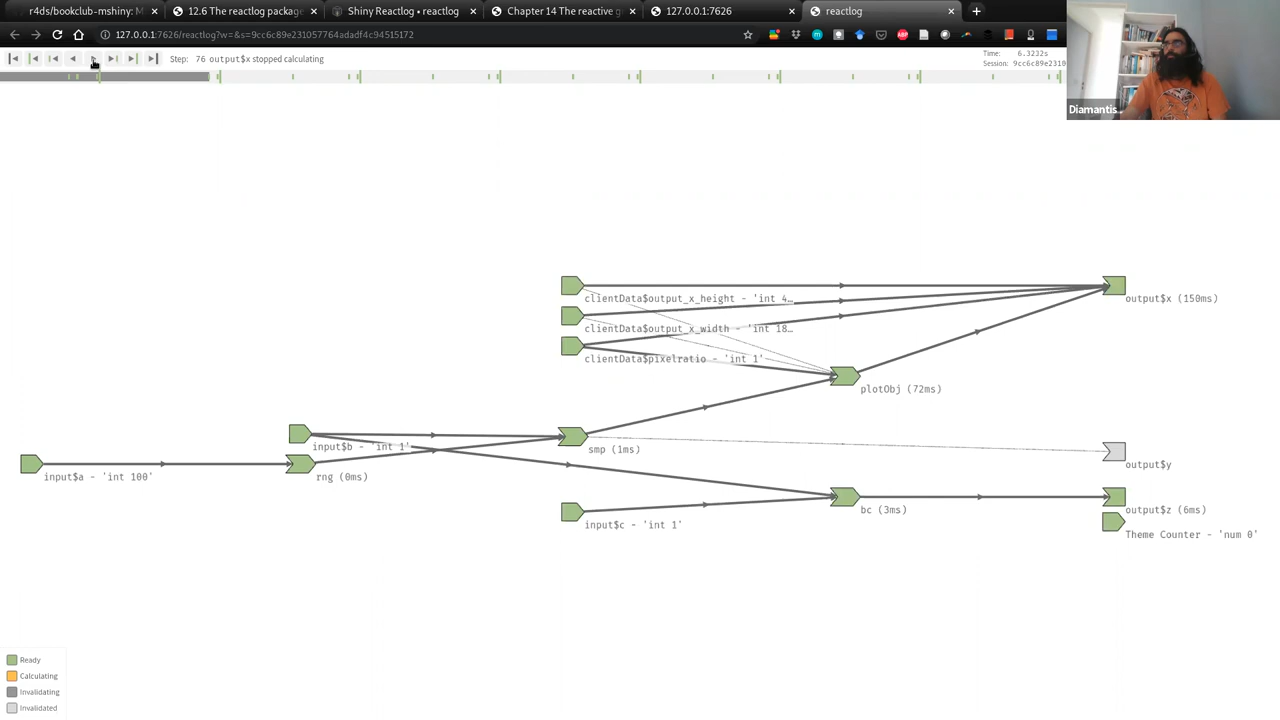 r4ds/bookclub-mshiny: M
12.6 The reactlog package
Shiny Reactlog • reactlog
Chapter 14 The reactive g
127.0.0.1:7626
reactlog
127.0.0.1:7626/reactlog?w=&s=9cc6c89e231057764adadf4c94515172
Step: 76 output$x stopped calculating
Time: 6.3222s
Session: 9cc6c89e2310
Diamantis...
clientData$output_x_height - 'int 4…
output$x (150ms)
clientData$output_x_width - 'int 18…
clientData$pixelratio - 'int 1'
plotObj (72ms)
input$b - 'int 1'
smp (1ms)
output$y
input$a - 'int 100'
rng (0ms)
bc (3ms)
output$z (6ms)
input$c - 'int 1'
Theme Counter - 'num 0'
Ready
Calculating
Invalidating
Invalidated